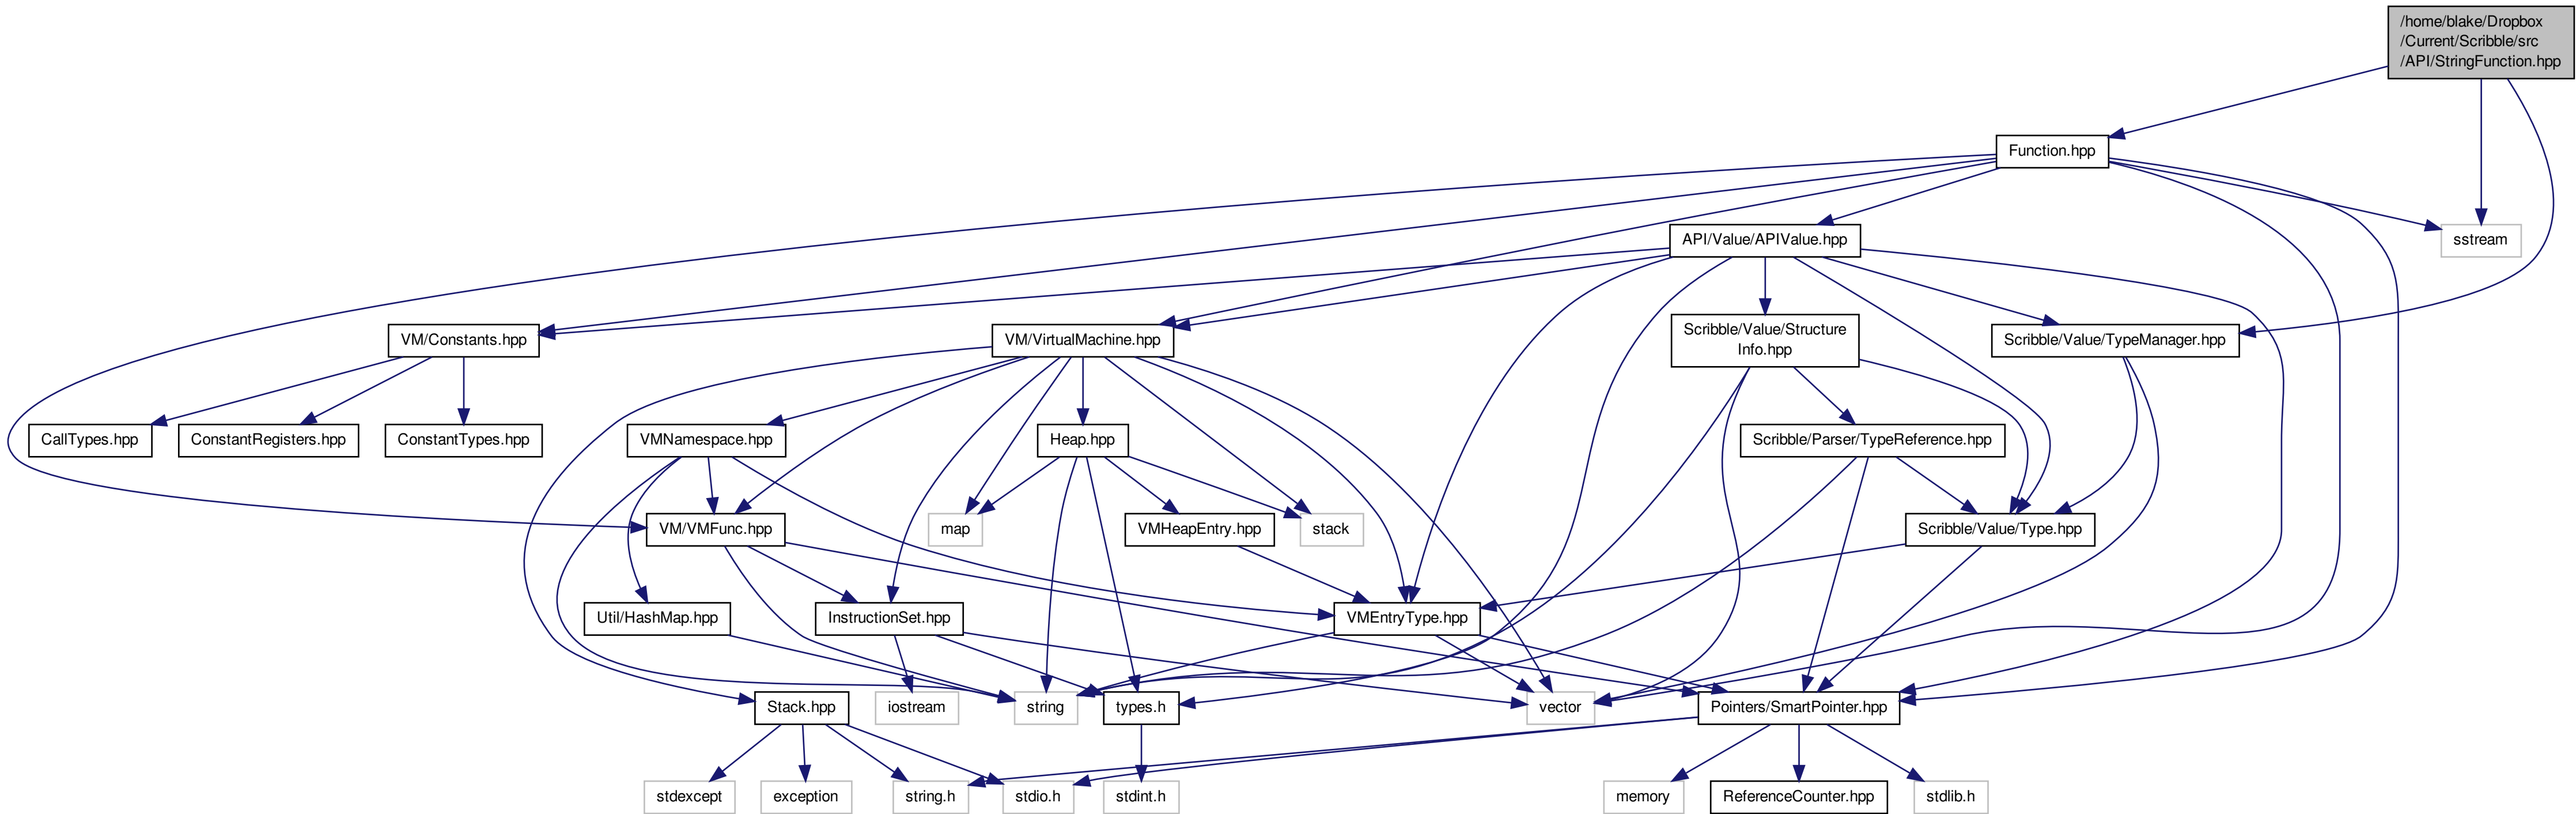 /home/blake/Dropbox
/Current/Scribble/src
/API/StringFunction.hpp
Function.hpp
API/Value/APIValue.hpp
sstream
VM/Constants.hpp
VM/VirtualMachine.hpp
Scribble/Value/Structure
Info.hpp
Scribble/Value/TypeManager.hpp
CallTypes.hpp
ConstantRegisters.hpp
ConstantTypes.hpp
VMNamespace.hpp
Heap.hpp
Scribble/Parser/TypeReference.hpp
VM/VMFunc.hpp
map
VMHeapEntry.hpp
stack
Scribble/Value/Type.hpp
Util/HashMap.hpp
InstructionSet.hpp
VMEntryType.hpp
Stack.hpp
iostream
string
types.h
vector
Pointers/SmartPointer.hpp
stdexcept
exception
string.h
stdio.h
stdint.h
memory
ReferenceCounter.hpp
stdlib.h